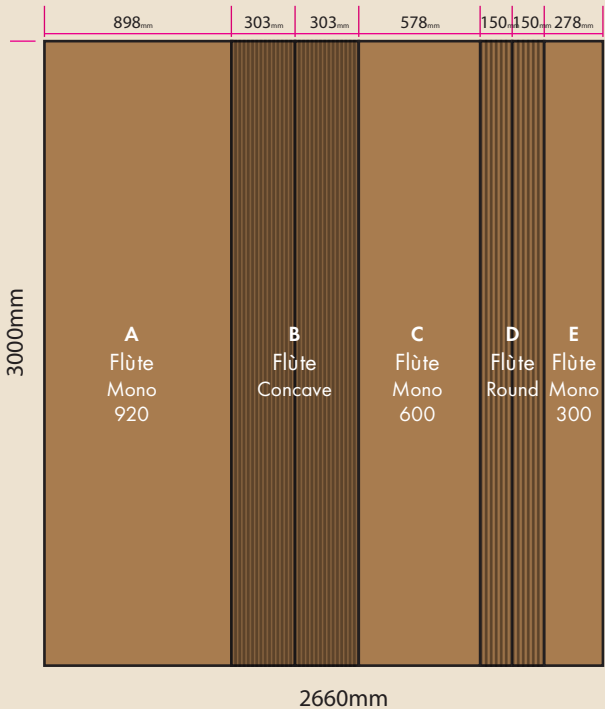 898mm 303mm 303mm 578mm 150mm 150mm 278mm
3000mm
A
Flùte
Mono
920
B
Flùte
Concave
C
Flùte
Mono
600
D
Flùte
Round
E
Flùte
Mono
300
2660mm